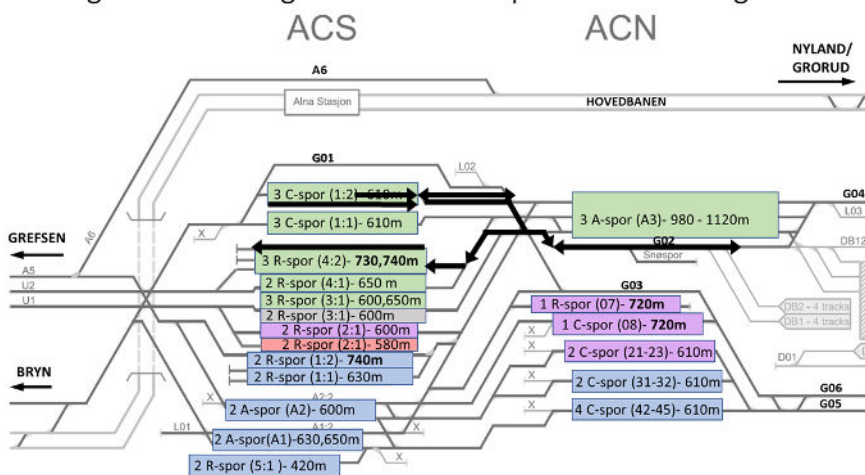 ACS
ACN
NYLAND/
GRORUD
A6
Alna Stasjon
HOVEDBANEN
G01
L02
3 C-spor (1:2)- 610m
3 C-spor (1:1)- 610m
X
A6
GREFSEN
A5
U2
U1
3 R-spor (4:2)- 730,740m
2 R-spor (4:1)- 650 m
3 R-spor (3:1)- 600,650m
2 R-spor (3:1)- 600m
2 R-spor (2:1)- 600m
2 R-spor (2:1)- 580m
2 R-spor (1:2)- 740m
2 R-spor (1:1)- 630m
BRYN
X
A2:2
2 A-spor (A2)- 600m
L01
A1:2
X
2 A-spor(A1)-630,650m
X
2 R-spor (5:1 )- 420m
3 A-spor (A3)- 980 - 1120m
G04
L03
G02
DB12
Snøspor
G03
DB2 - 4 tracks
DB1 - 4 tracks
1 R-spor (07)- 720m
X
1 C-spor (08)- 720m
X
2 C-spor (21-23)- 610m
D01
X
2 C-spor (31-32)- 610m
G06
X
4 C-spor (42-45)- 610m
G05